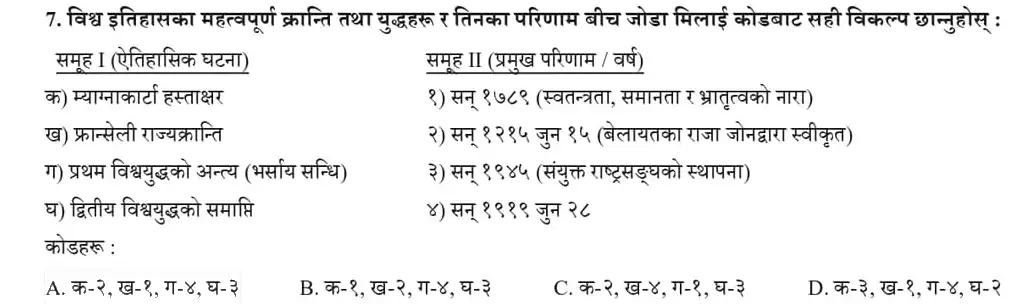 7. विश्व इतिहासका महत्वपूर्ण क्रान्ति तथा युद्धहरू र तिनका परिणाम बीच जोडा मिलाई कोडबाट सही विकल्प छान्नुहोस् :
समूह I (ऐतिहासिक घटना) समूह II (प्रमुख परिणाम / वर्ष)
क) म्याग्नाकार्टा हस्ताक्षर १) सन् १७८९ (स्वतन्त्रता, समानता र भ्रातृत्वको नारा)
ख) फ्रान्सेली राज्यक्रान्ति २) सन् १२१५ जुन १५ (बेलायतका राजा जोनद्वारा स्वीकृत)
ग) प्रथम विश्वयुद्धको अन्त्य (भर्साय सन्धि) ३) सन् १९४५ (संयुक्त राष्ट्रसङ्घको स्थापना)
घ) द्वितीय विश्वयुद्धको समाप्ति ४) सन् १९१९ जुन २८
कोडहरू :
A. क-२, ख-१, ग-४, घ-३ B. क-१, ख-२, ग-४, घ-३ C. क-२, ख-४, ग-१, घ-३ D. क-३, ख-१, ग-४, घ-२